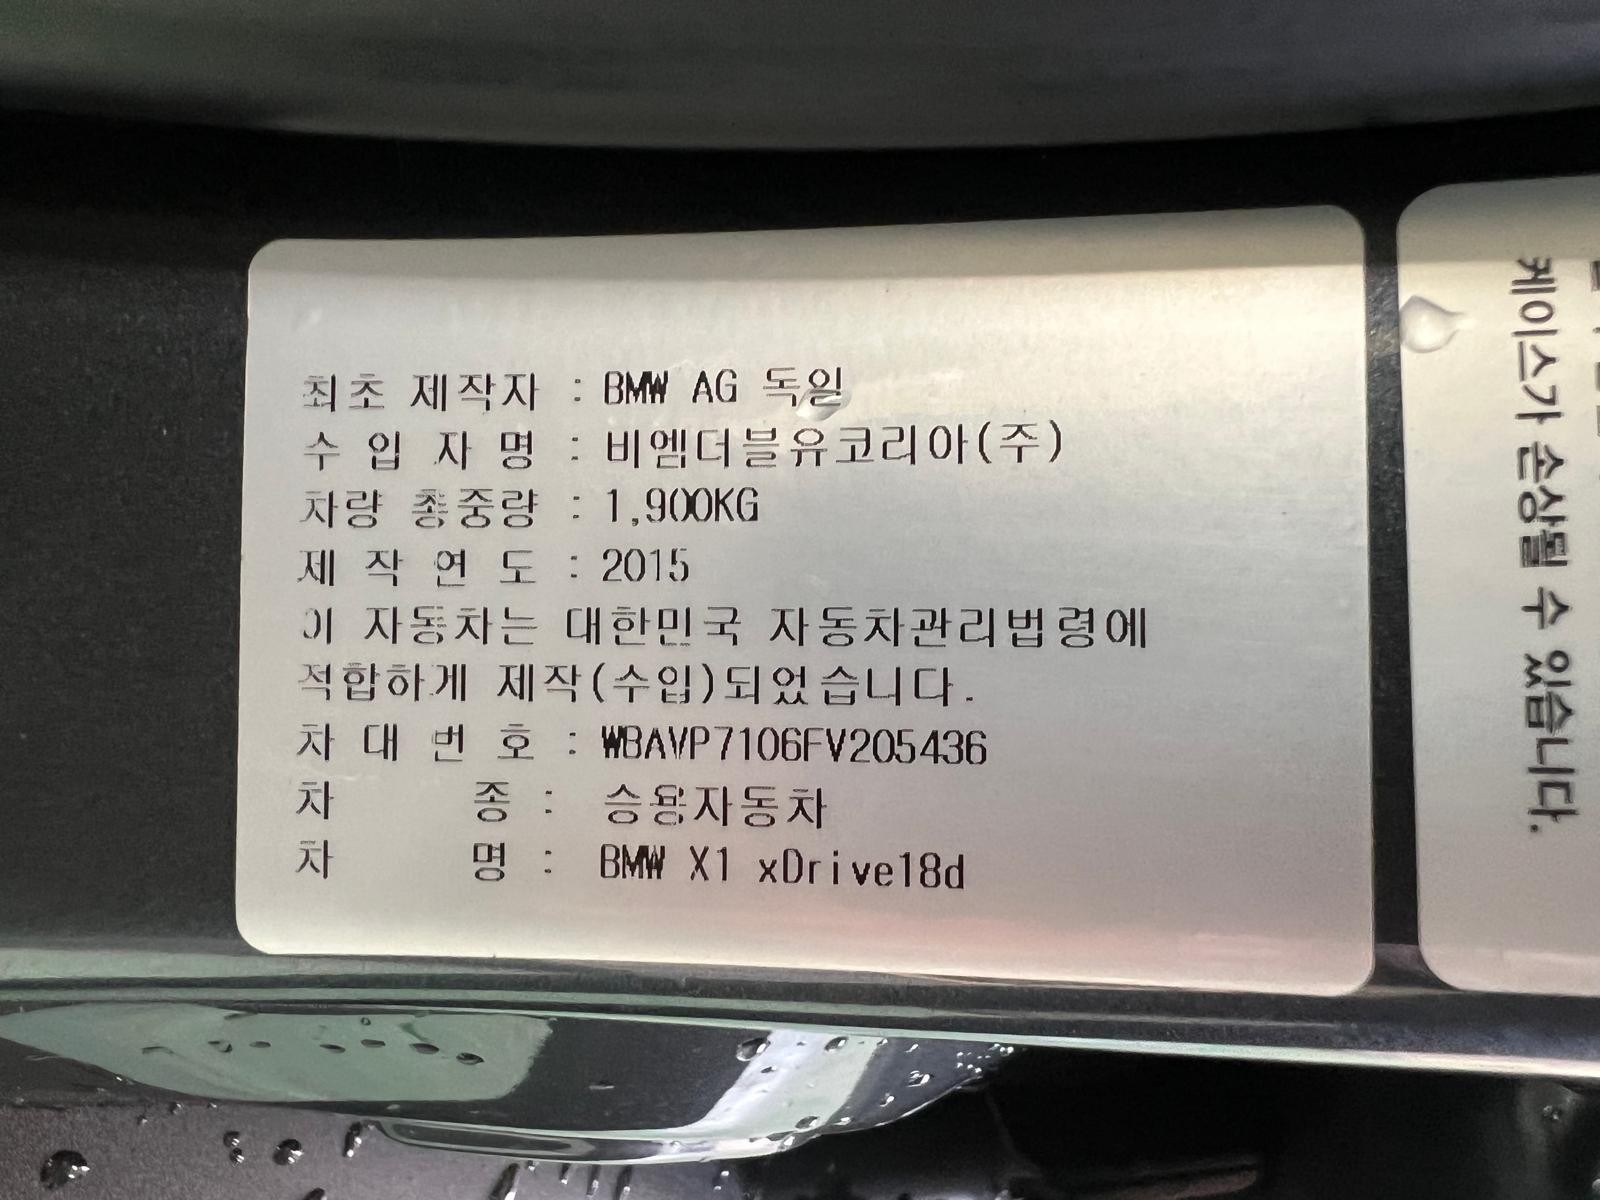 최초 제작자 : BMW AG 독일
수 입 자 명 : 비엠더블유코리아(주)
차량 총중량 : 1,900KG
제 작 연 도 : 2015
이 자동차는 대한민국 자동차관리법령에
적합하게 제작(수입)되었습니다.
차 대 번 호 : WBAVP7106FV205436
차 종 : 승용자동차
차 명 : BMW X1 xDrive18d
케이스가 손상될 수 있습니다.